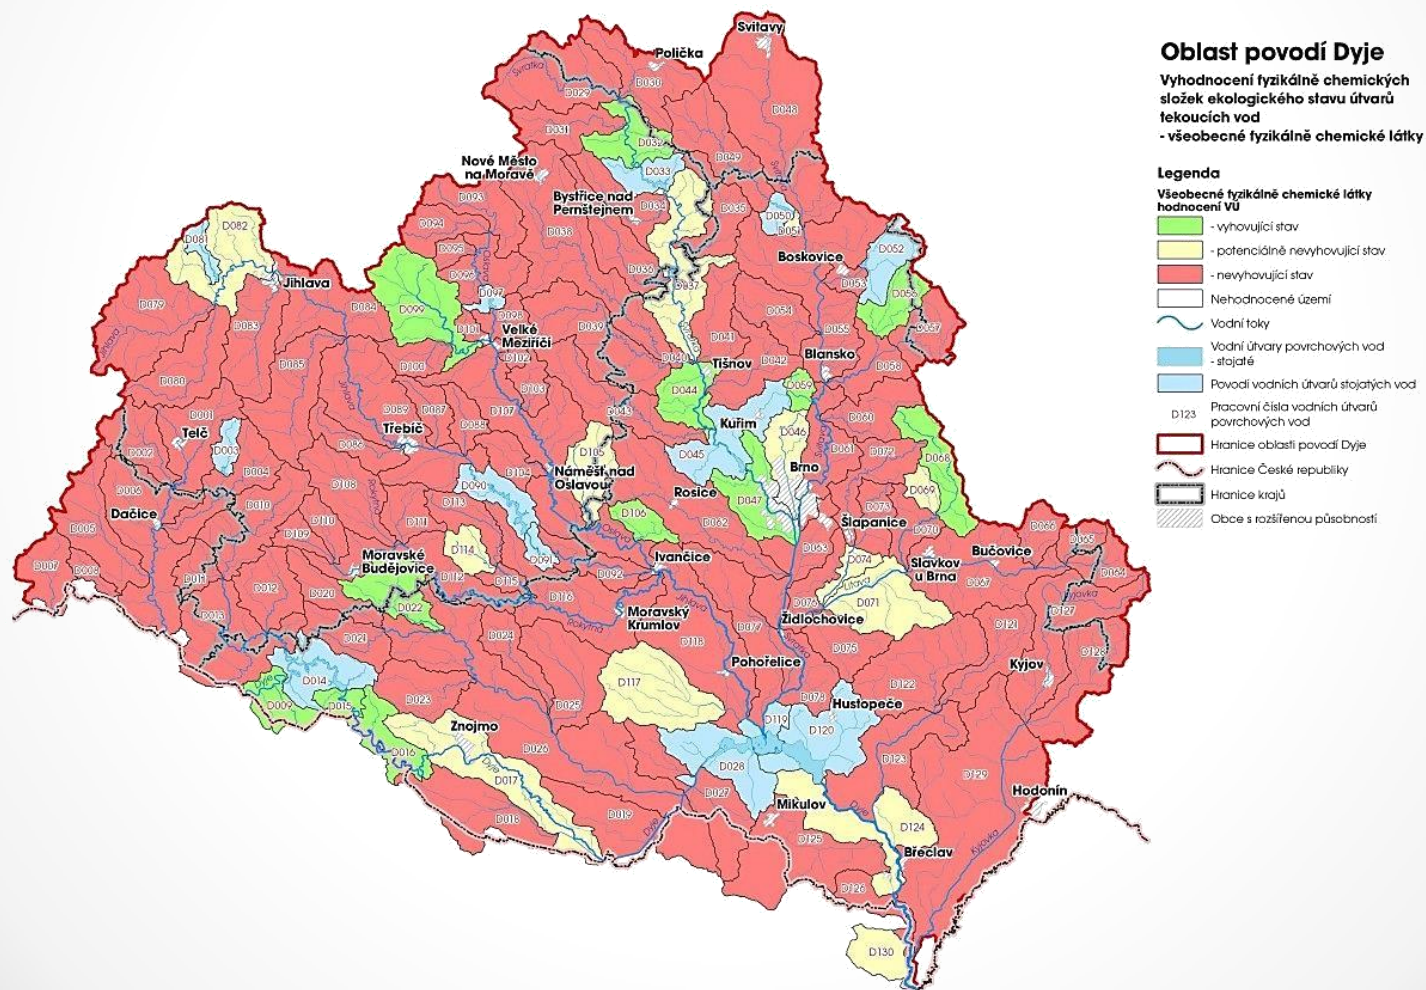 Oblast povodí Dyje
Vyhodnocení fyzikálně chemických
složek ekologického stavu útvarů
tekoucích vod
- všeobecné fyzikálně chemické látky
Legenda
Všeobecné fyzikálně chemické látky
hodnocení VÚ
- vyhovující stav
- potenciálně nevyhovující stav
- nevyhovující stav
Nehodnocené území
Vodní toky
Vodní útvary povrchových vod
- stojaté
Povodí vodních útvarů stojatých vod
D123 Pracovní čísla vodních útvarů
povrchových vod
Hranice oblasti povodí Dyje
Hranice České republiky
Hranice krajů
Obce s rozšířenou působností
Svitavy
Polička
Svratka
D030
D029
D048
D031
D032
D049
Nové Město
na Moravě
D033
Bystřice nad
Pernštejnem
D034
D035
D050
D051
D093
D094
D038
D095
D096
D082
D081
D052
Boskovice
D053
D036
D037
D056
D057
Jihlava
D079
D083
D084
D099
D097
D098
D101
Velké
Meziříčí
D102
D039
D054
D055
D041
D040
Tišnov
D042
Blansko
D058
Jihlava
D080
D085
D100
D103
D044
D059
D001
Telč
D002
D003
D004
D089
D087
D107
D088
Třebíč
D086
D043
Kuřim
D046
D060
D061
D072
D045
D105
Náměšť nad
Oslavou
D104
D090
Brno
D068
D069
D006
Dačice
D005
D010
D108
D113
Rosice
D047
D106
D062
Šlapanice
D073
D070
D066
D065
D109
D110
D111
D114
D063
Bučovice
Slavkov
u Brna
D067
D064
D007
D008
D011
D012
Moravské
Budějovice
D112
D115
D091
D092
Ivančice
D074
Litava
D071
D020
D022
D116
Moravský
Krumlov
Rokytná
Jihlava
D076
Židlochovice
D127
Kyjovka
D013
D021
D024
D118
D077
Svratka
D075
D121
D128
Kyjov
Pohořelice
D014
D009
D015
D023
D025
D117
D122
D078
Hustopeče
D119
D120
Znojmo
D016
Dyje
D017
D026
D028
D027
D123
D129
Hodonín
Mikulov
Dyje
D018
D019
Dyje
D125
D124
Břeclav
Kyjovka
D126
D130